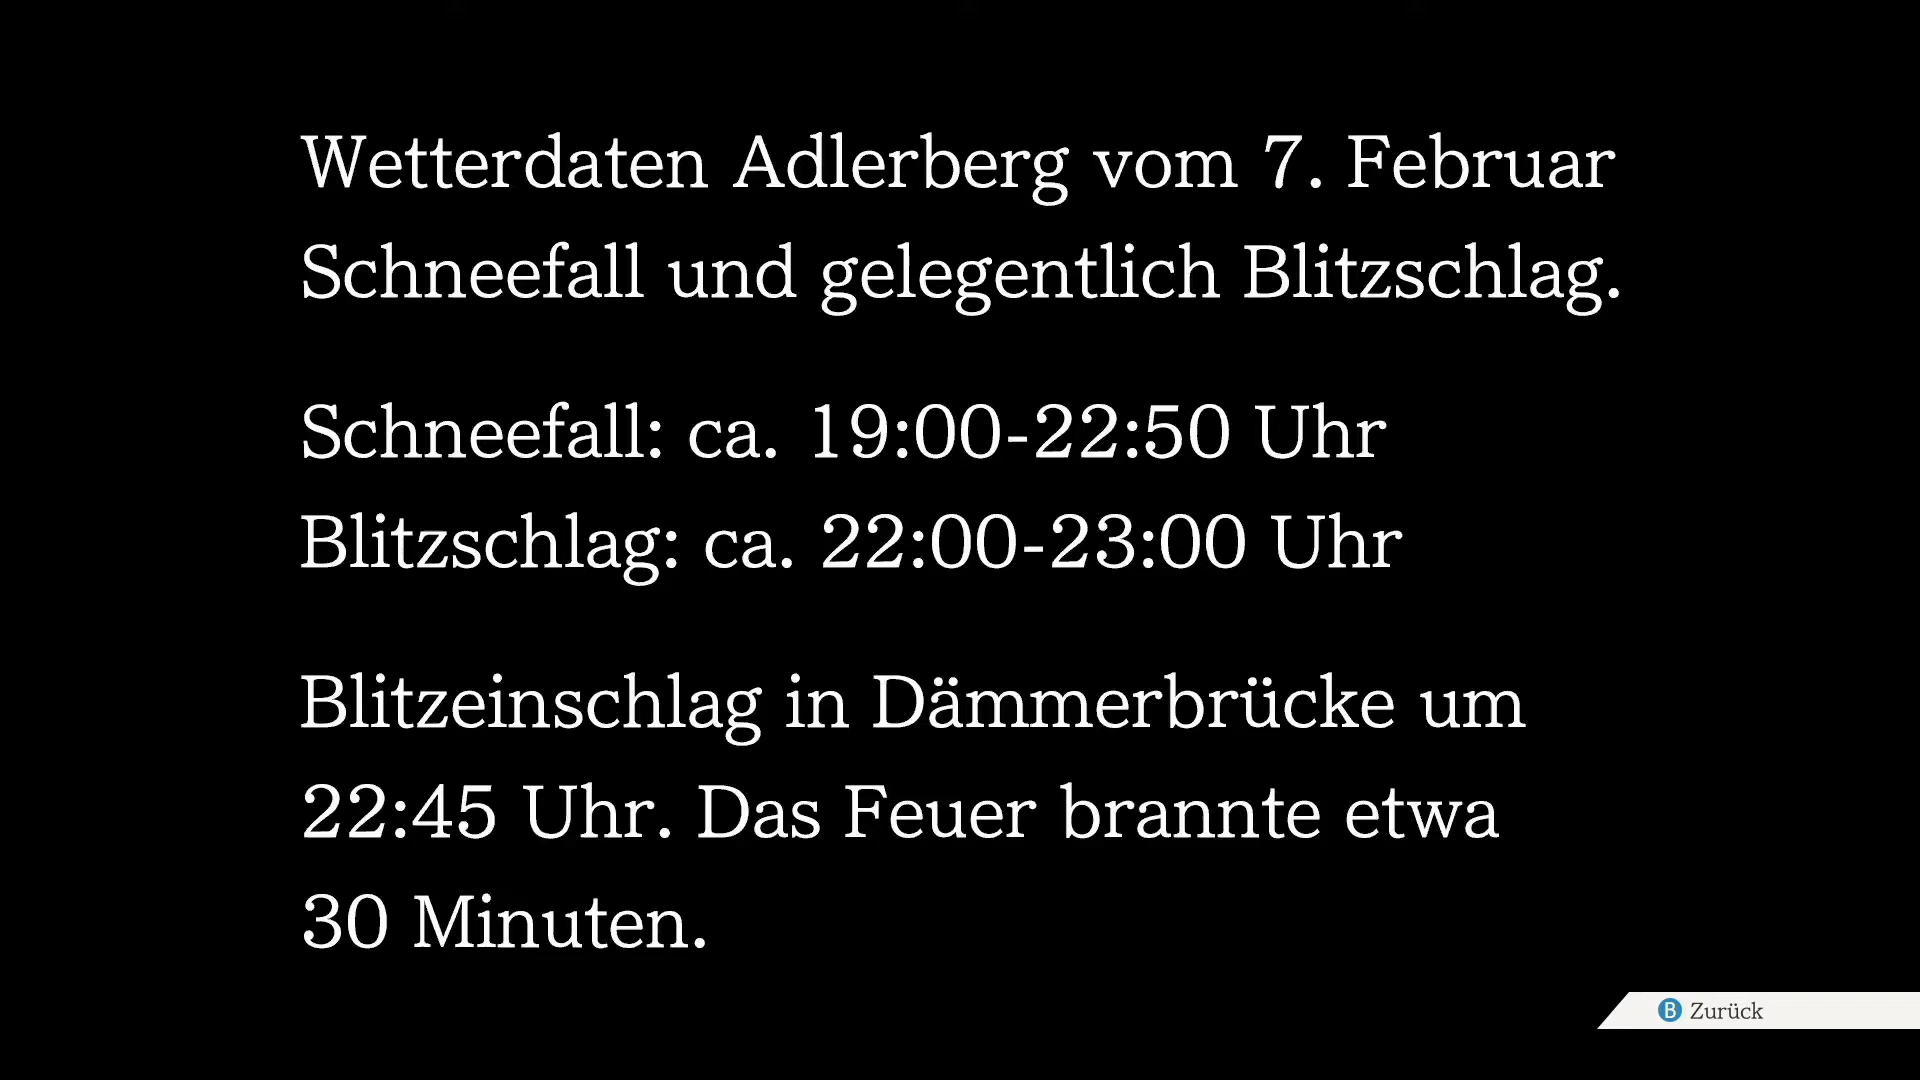 Wetterdaten Adlerberg vom 7. Februar
Schneefall und gelegentlich Blitzschlag.
Schneefall: ca. 19:00-22:50 Uhr
Blitzschlag: ca. 22:00-23:00 Uhr
Blitzeinschlag in Dämmerbrücke um
22:45 Uhr. Das Feuer brannte etwa
30 Minuten.
B Zurück